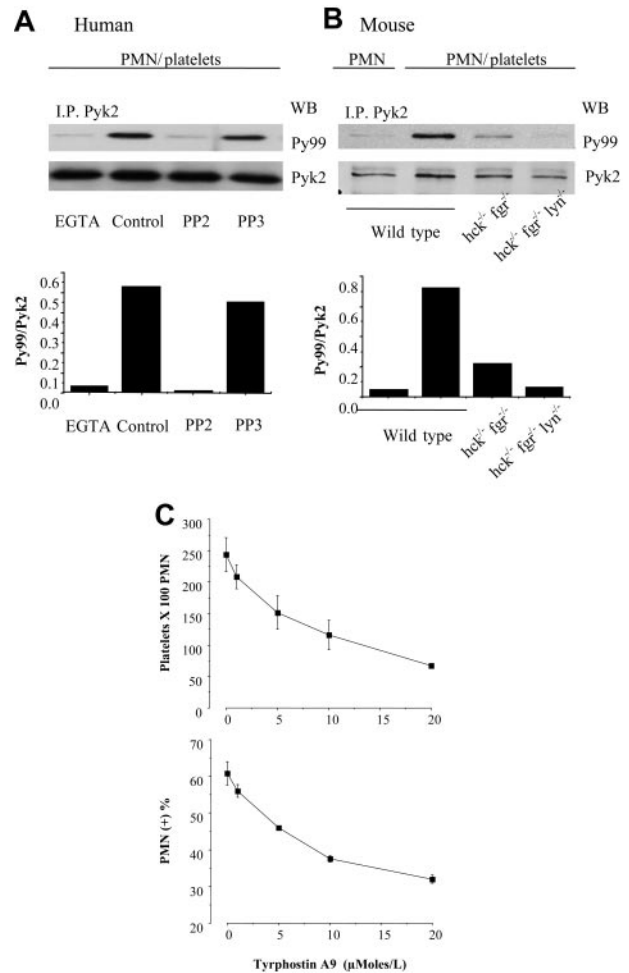 A Human
PMN/platelets
I.P. Pyk2 WB
Py99
Pyk2
EGTA Control PP2 PP3
Py99/Pyk2
0.6
0.5
0.4
0.3
0.2
0.1
0.0
EGTA Control PP2 PP3
B Mouse
PMN PMN/platelets
I.P. Pyk2 WB
Py99
Pyk2
Wild type hck-/- fgr-/- hck-/- fgr-/- lyn-/-
Py99/Pyk2
0.8
0.6
0.4
0.2
0.0
Wild type hck-/- fgr-/- hck-/- fgr-/- lyn-/-
C
Platelets X 100 PMN
300
250
200
150
100
50
0
0 5 10 15 20
PMN (+) %
70
60
50
40
30
20
0 5 10 15 20
Tyrphostin A9 (µMoles/L)